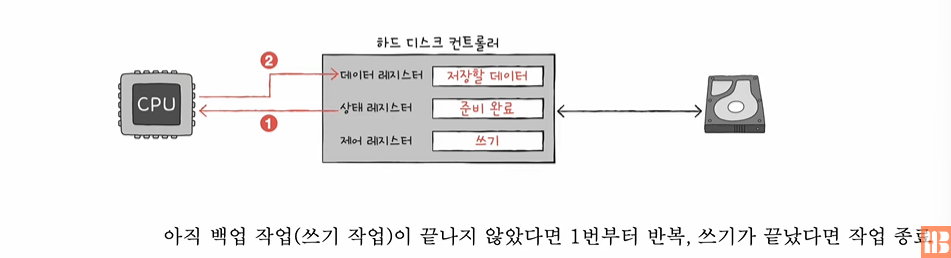 하드 디스크 컨트롤러
2
데이터 레지스터 저장할 데이터
CPU
상태 레지스터 준비 완료
1
제어 레지스터 쓰기
아직 백업 작업(쓰기 작업)이 끝나지 않았다면 1번부터 반복, 쓰기가 끝났다면 작업 종료